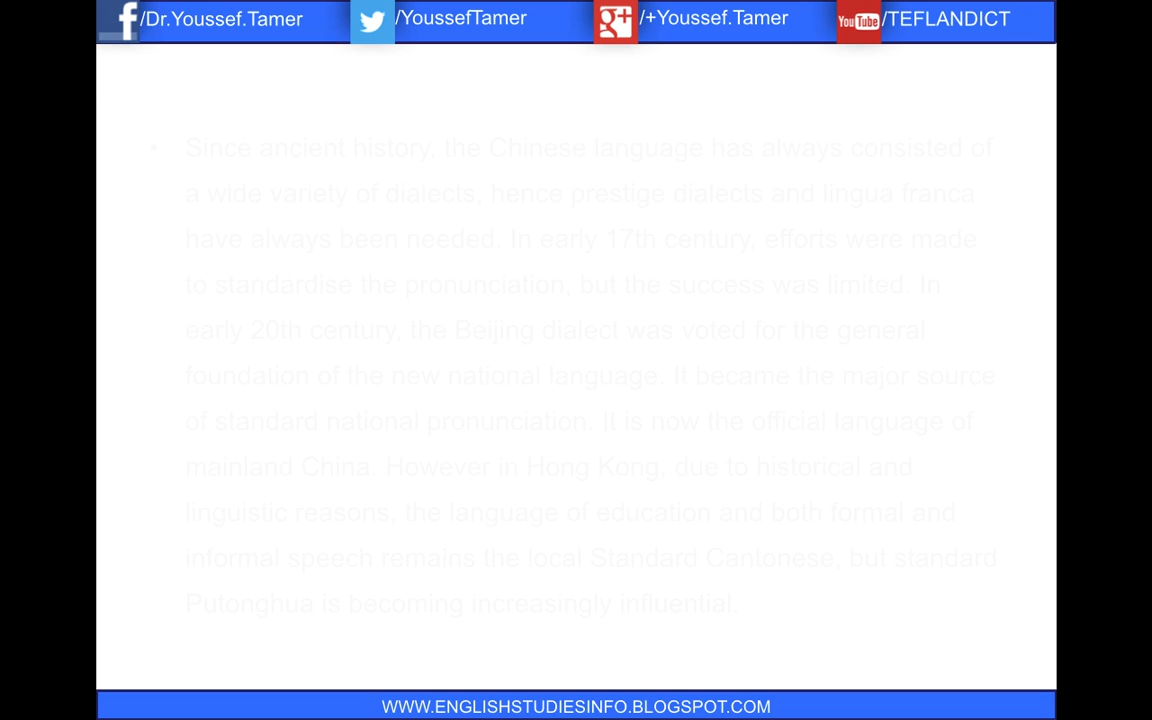 /Dr.Youssef.Tamer
/YoussefTamer
/+Youssef.Tamer
You Tube /TEFLANDICT
• Since ancient history, the Chinese language has always consisted of
a wide variety of dialects, hence prestige dialects and lingua franca
have always been needed. In early 17th century, efforts were made
to standardise the pronunciation, but the success was limited. In
early 20th century, the Beijing dialect was voted for the general
foundation of the new national language. It became the major source
of standard national pronunciation. It is now the official language of
mainland China. However in Hong Kong, due to historical and
linguistic reasons, the language of education and both formal and
informal speech remains the local Standard Cantonese, but standard
Putonghua is becoming increasingly influential.
WWW.ENGLISHSTUDIESINFO.BLOGSPOT.COM